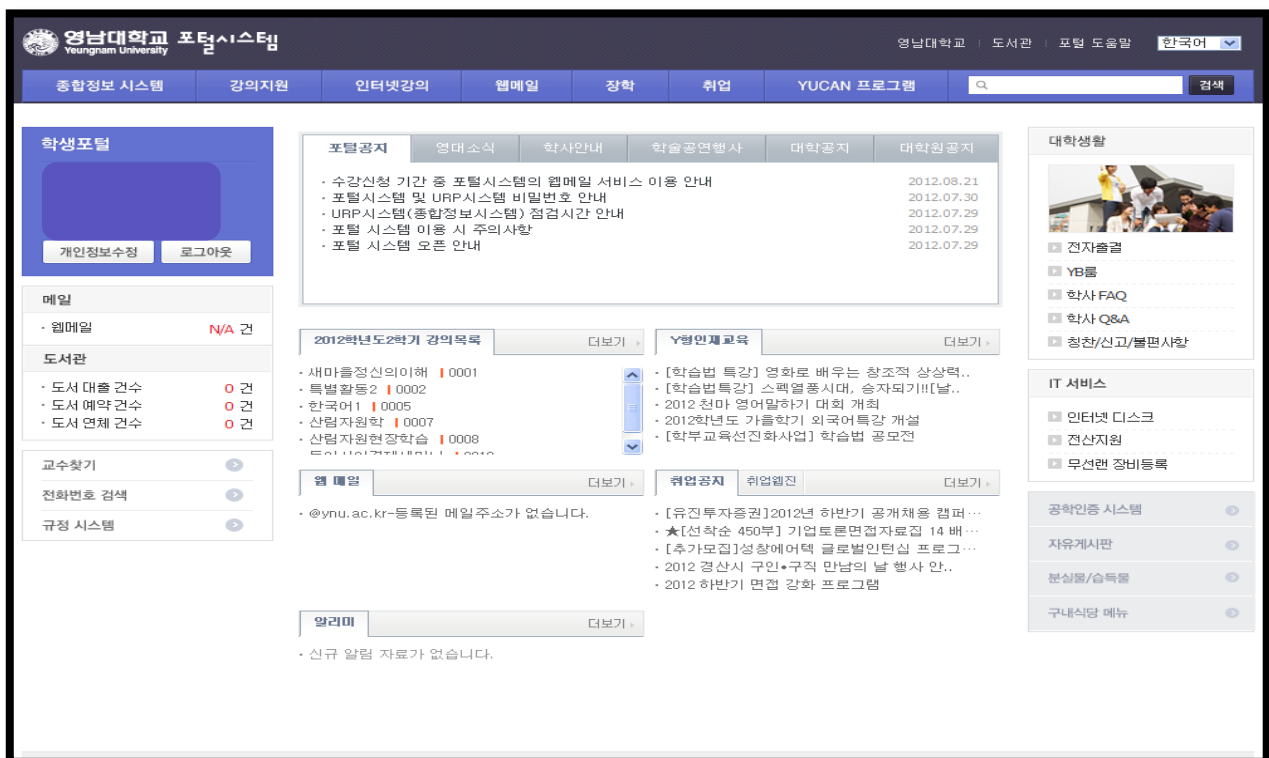 영남대학교 포털시스템
Yeungnam University
영남대학교 도서관 포털 도움말 한국어
종합정보 시스템 강의지원 인터넷강의 웹메일 장학 취업 YUCAN 프로그램 검색
학생포털
개인정보수정 로그아웃
메일
· 웹메일 N/A 건
도서관
· 도서 대출 건수 0 건
· 도서 예약 건수 0 건
· 도서 연체 건수 0 건
교수찾기
전화번호 검색
규정 시스템
포털공지 영대소식 학사안내 학술공연행사 대학공지 대학원공지
· 수강신청 기간 중 포털시스템의 웹메일 서비스 이용 안내 2012.08.21
· 포털시스템 및 URP시스템 비밀번호 안내 2012.07.30
· URP시스템(종합정보시스템) 점검시간 안내 2012.07.29
· 포털 시스템 이용 시 주의사항 2012.07.29
· 포털 시스템 오픈 안내 2012.07.29
2012학년도2학기 강의목록 더보기
· 새마을정신의이해 | 0001
· 특별활동2 | 0002
· 한국어1 | 0005
· 산림자원학 | 0007
· 산림자원현장학습 | 0008
Y형인재교육 더보기
· [학습법 특강] 영화로 배우는 창조적 상상력..
· [학습법특강] 스펙열풍시대, 승자되기!![날..
· 2012 천마 영어말하기 대회 개최
· 2012학년도 가을학기 외국어특강 개설
· [학부교육선진화사업] 학습법 공모전
웹 메일 더보기
· @ynu.ac.kr-등록된 메일주소가 없습니다.
취업공지 취업웹진 더보기
· [유진투자증권]2012년 하반기 공개채용 캠퍼…
· ★[선착순 450부] 기업토론면접자료집 14 배…
· [추가모집]성창에어텍 글로벌인턴십 프로그…
· 2012 경산시 구인•구직 만남의 날 행사 안..
· 2012 하반기 면접 강화 프로그램
알리미 더보기
· 신규 알림 자료가 없습니다.
대학생활
전자출결
YB룸
학사 FAQ
학사 Q&A
칭찬/신고/불편사항
IT 서비스
인터넷 디스크
전산지원
무선랜 장비등록
공학인증 시스템
자유게시판
분실물/습득물
구내식당 메뉴